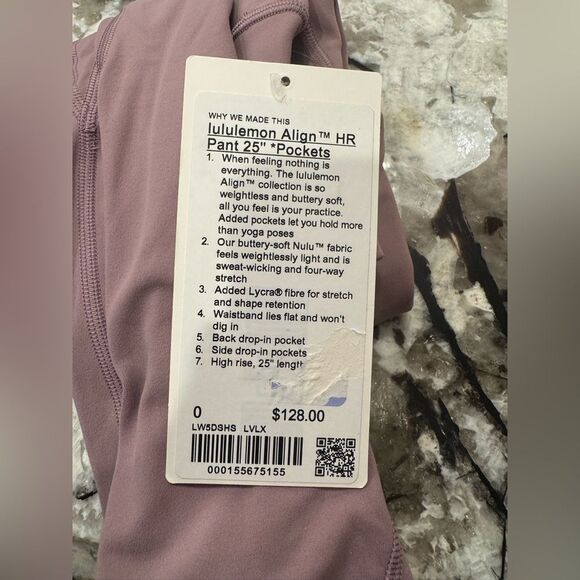 WHY WE MADE THIS
lululemon Align™ HR
Pant 25" *Pockets
1. When feeling nothing is
everything. The lululemon
Align™ collection is so
weightless and buttery soft,
all you feel is your practice.
Added pockets let you hold more
than yoga poses
2. Our buttery-soft Nulu™ fabric
feels weightlessly light and is
sweat-wicking and four-way
stretch
3. Added Lycra® fibre for stretch
and shape retention
4. Waistband lies flat and won't
dig in
5. Back drop-in pocket
6. Side drop-in pockets
7. High rise, 25" length
0 $128.00
LW5DSHS LVLX
000155675155